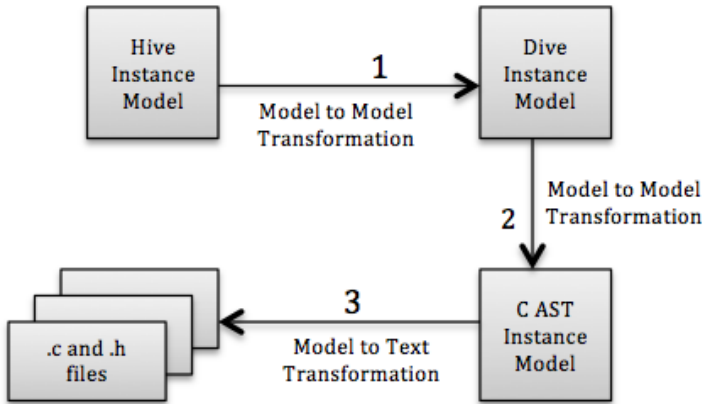 Hive
Instance
Model
1
Model to Model
Transformation
Dive
Instance
Model
2
Model to Model
Transformation
C AST
Instance
Model
3
Model to Text
Transformation
.c and .h
files